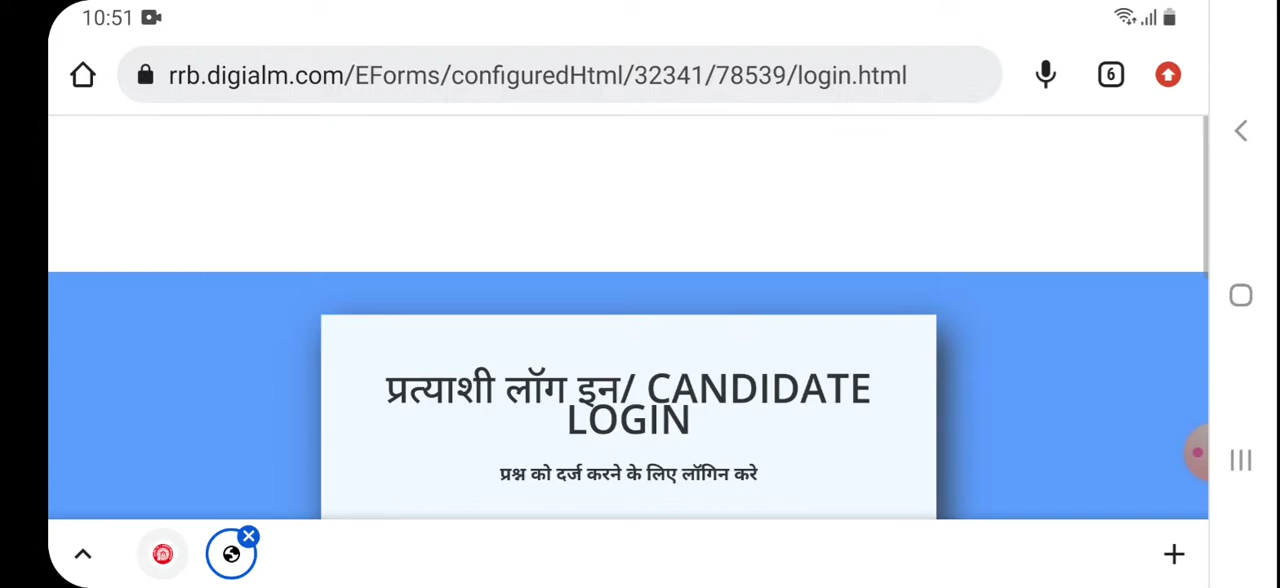 10:51
rrb.digialm.com/EForms/configuredHtml/32341/78539/login.html
6
प्रत्याशी लॉग इन/ CANDIDATE
LOGIN
प्रश्न को दर्ज करने के लिए लॉगिन करे